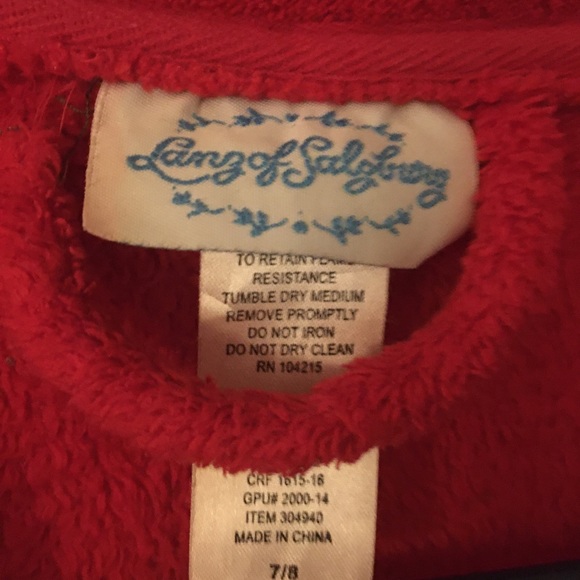 Lanz of Salzburg
TO RETAIN FLAME
RESISTANCE
TUMBLE DRY MEDIUM
REMOVE PROMPTLY
DO NOT IRON
DO NOT DRY CLEAN
RN 104215
CRF 1615-16
GPU# 2000-14
ITEM 304940
MADE IN CHINA
7/8